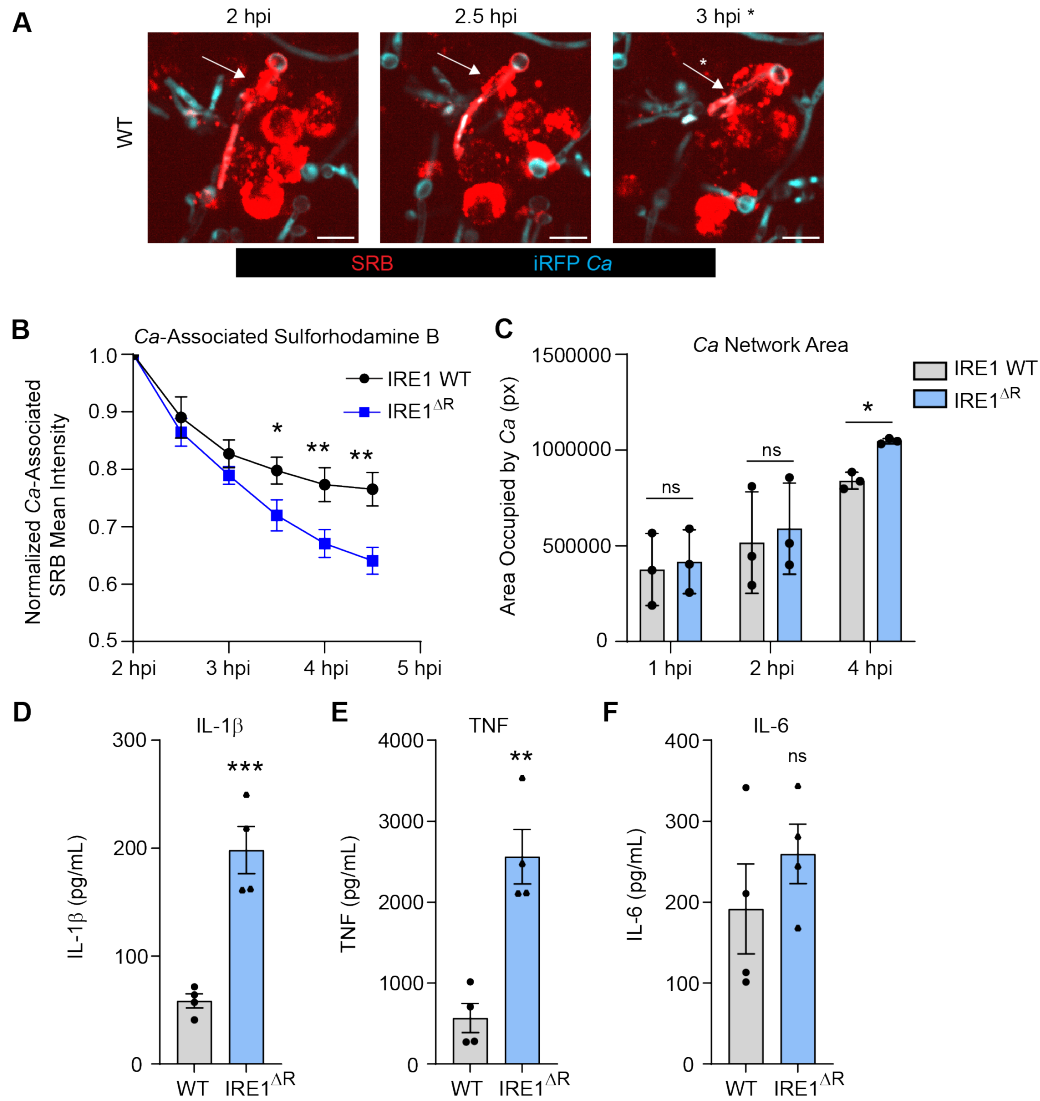 A
2 hpi
2.5 hpi
3 hpi *
WT
*
SRB
iRFP Ca
B
Ca-Associated Sulforhodamine B
Normalized Ca-Associated
SRB Mean Intensity
1.0
0.9
0.8
0.7
0.6
0.5
2 hpi
3 hpi
4 hpi
5 hpi
IRE1 WT
IRE1ΔR
*
**
**
C
Ca Network Area
Area Occupied by Ca (px)
1500000
1000000
500000
0
1 hpi
2 hpi
4 hpi
ns
ns
*
IRE1 WT
IRE1ΔR
D
IL-1β
IL-1β (pg/mL)
300
200
100
0
***
WT
IRE1ΔR
E
TNF
TNF (pg/mL)
4000
3000
2000
1000
0
**
WT
IRE1ΔR
F
IL-6
IL-6 (pg/mL)
400
300
200
100
0
ns
WT
IRE1ΔR